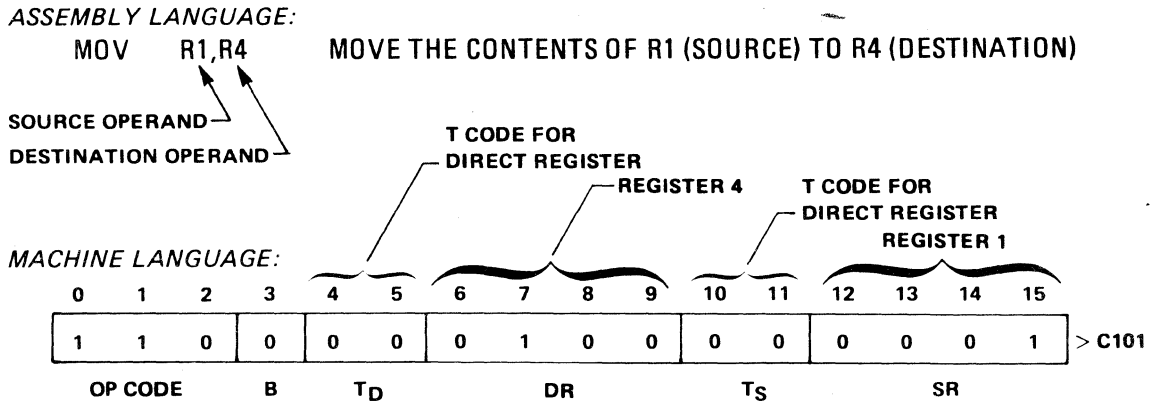 ASSEMBLY LANGUAGE:
MOV R1,R4 MOVE THE CONTENTS OF R1 (SOURCE) TO R4 (DESTINATION)
SOURCE OPERAND
DESTINATION OPERAND
T CODE FOR
DIRECT REGISTER
REGISTER 4
T CODE FOR
DIRECT REGISTER
REGISTER 1
MACHINE LANGUAGE:
0 1 2 3 4 5 6 7 8 9 10 11 12 13 14 15
1 1 0 0 0 0 0 1 0 0 0 0 0 0 0 1 > C101
OP CODE B TD DR TS SR